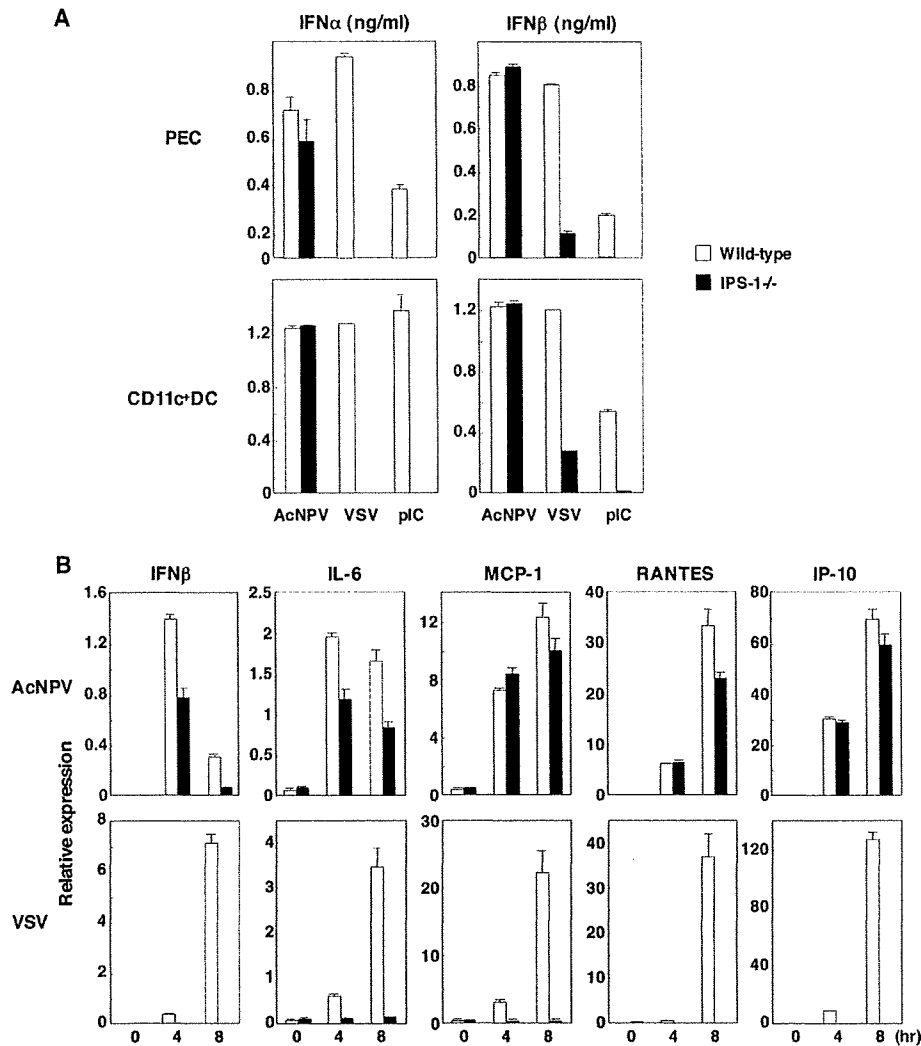 A
IFNα (ng/ml)
IFNβ (ng/ml)
PEC
0.8
0.6
0.4
0.2
0
0.8
0.6
0.4
0.2
0
Wild-type
IPS-1-/-
CD11c+DC
1.2
0.8
0.4
0
1.2
0.8
0.4
0
AcNPV VSV pIC
AcNPV VSV pIC
B
IFNβ
IL-6
MCP-1
RANTES
IP-10
Relative expression
AcNPV
1.6
1.2
0.8
0.4
0
2.5
2
1.5
1
0.5
0
12
8
4
0
40
30
20
10
0
80
60
40
20
0
VSV
8
7
6
4
2
0
4
3
2
1
0
30
20
10
0
40
30
20
10
0
120
80
40
0
0 4 8
0 4 8
0 4 8
0 4 8
0 4 8 (hr)